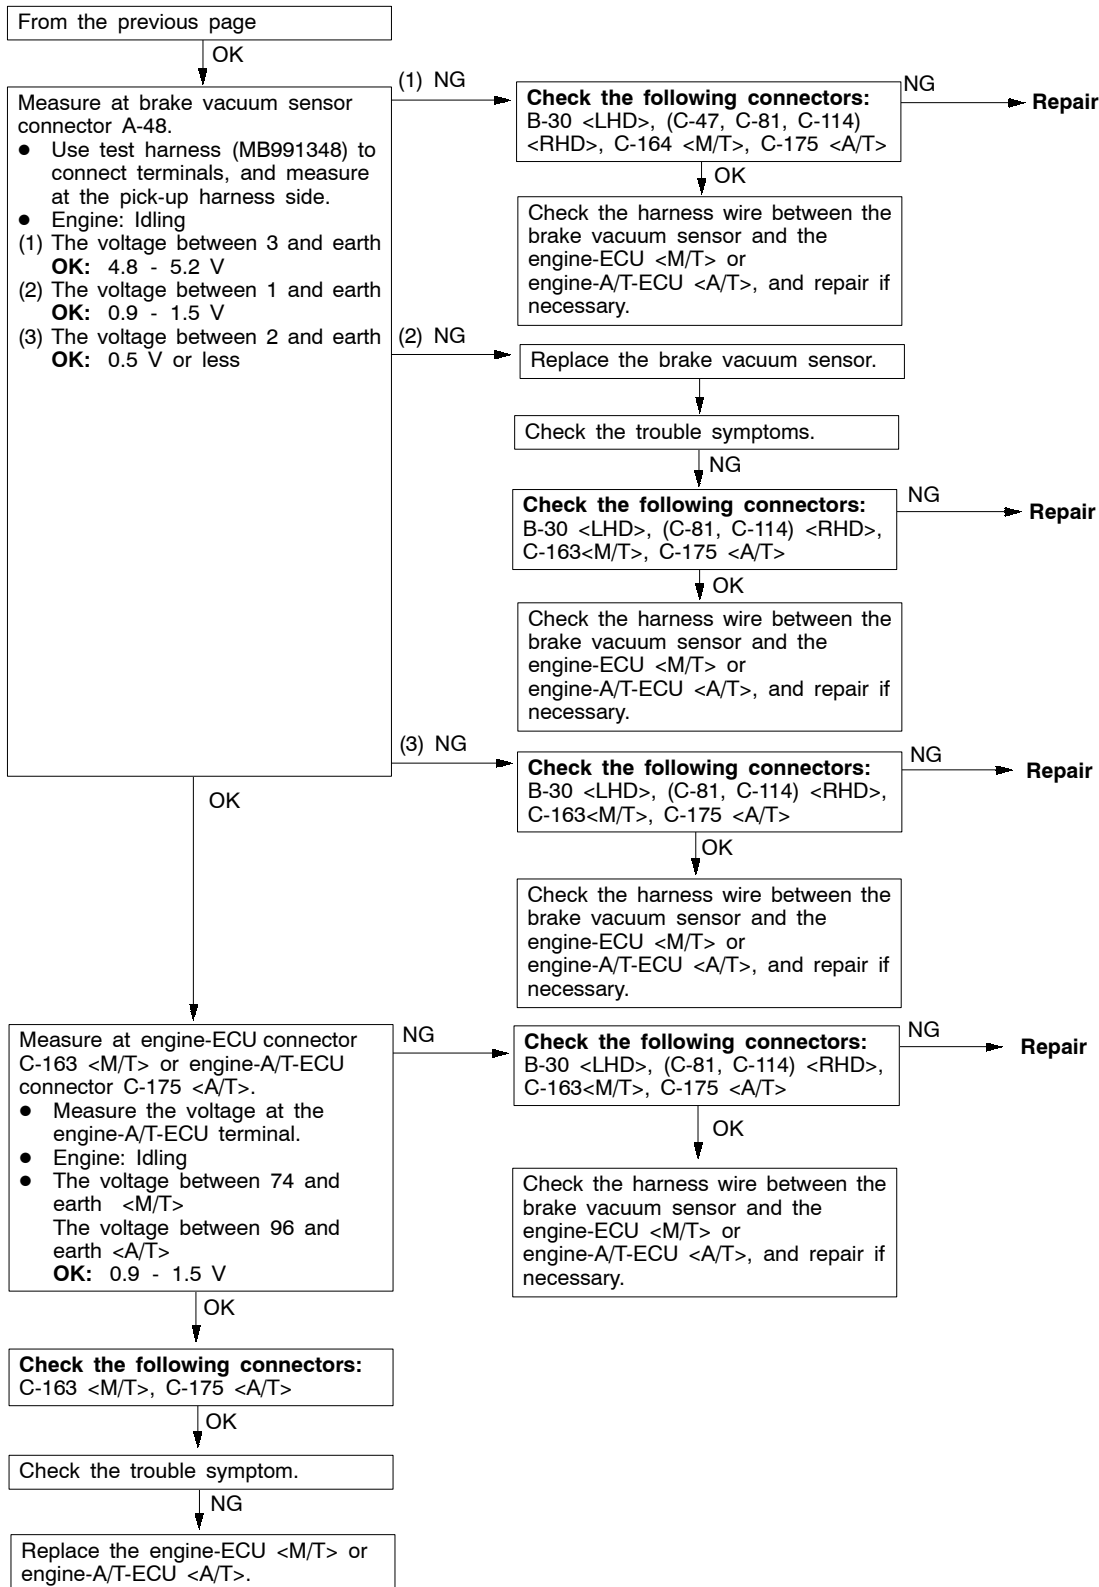 From the previous page
OK
Measure at brake vacuum sensor
connector A-48.
● Use test harness (MB991348) to
connect terminals, and measure
at the pick-up harness side.
● Engine: Idling
(1) The voltage between 3 and earth
OK: 4.8 - 5.2 V
(2) The voltage between 1 and earth
OK: 0.9 - 1.5 V
(3) The voltage between 2 and earth
OK: 0.5 V or less
(1) NG
Check the following connectors:
B-30 <LHD>, (C-47, C-81, C-114)
<RHD>, C-164 <M/T>, C-175 <A/T>
NG
Repair
OK
Check the harness wire between the
brake vacuum sensor and the
engine-ECU <M/T> or
engine-A/T-ECU <A/T>, and repair if
necessary.
(2) NG
Replace the brake vacuum sensor.
Check the trouble symptoms.
NG
Check the following connectors:
B-30 <LHD>, (C-81, C-114) <RHD>,
C-163<M/T>, C-175 <A/T>
NG
Repair
OK
Check the harness wire between the
brake vacuum sensor and the
engine-ECU <M/T> or
engine-A/T-ECU <A/T>, and repair if
necessary.
(3) NG
Check the following connectors:
B-30 <LHD>, (C-81, C-114) <RHD>,
C-163<M/T>, C-175 <A/T>
NG
Repair
OK
Check the harness wire between the
brake vacuum sensor and the
engine-ECU <M/T> or
engine-A/T-ECU <A/T>, and repair if
necessary.
OK
Measure at engine-ECU connector
C-163 <M/T> or engine-A/T-ECU
connector C-175 <A/T>.
● Measure the voltage at the
engine-A/T-ECU terminal.
● Engine: Idling
● The voltage between 74 and
earth <M/T>
The voltage between 96 and
earth <A/T>
OK: 0.9 - 1.5 V
NG
Check the following connectors:
B-30 <LHD>, (C-81, C-114) <RHD>,
C-163<M/T>, C-175 <A/T>
NG
Repair
OK
Check the harness wire between the
brake vacuum sensor and the
engine-ECU <M/T> or
engine-A/T-ECU <A/T>, and repair if
necessary.
OK
Check the following connectors:
C-163 <M/T>, C-175 <A/T>
OK
Check the trouble symptom.
NG
Replace the engine-ECU <M/T> or
engine-A/T-ECU <A/T>.